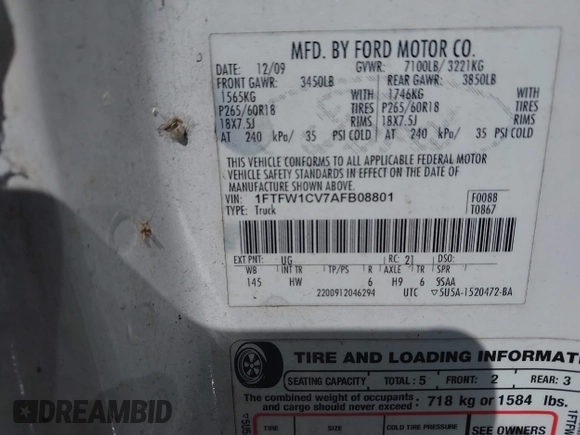 MFD. BY FORD MOTOR CO.
DATE: 12/09 GVWR: 7100LB/ 3221KG
FRONT GAWR: 3450LB REAR GAWR: 3850LB
1565KG WITH 1746KG WITH
P265/60R18 TIRES P265/60R18 TIRES
18X7.5J RIMS 18X7.5J RIMS
AT 240 kPa/ 35 PSI COLD AT 240 kPa/ 35 PSI COLD
THIS VEHICLE CONFORMS TO ALL APPLICABLE FEDERAL MOTOR
VEHICLE SAFETY STANDARDS IN EFFECT ON THE DATE OF MANUFACTURE
SHOWN ABOVE.
VIN: 1FTFW1CV7AFB08801 F0088
TYPE: Truck T0867
EXT PNT: UG RC: 21 DSO:
WB INT TR TP/PS R AXLE TR SPR
145 HW 6 H9 6 SSAA
2200912046294 UTC ▽5U5A-1520472-BA
TIRE AND LOADING INFORMATI
SEATING CAPACITY TOTAL: 5 FRONT: 2 REAR: 3
The combined weight of occupants
and cargo should never exceed: 718 kg or 1584 lbs.
TIRE SIZE COLD TIRE PRESSURE SEE OWNERS
DREAMBID